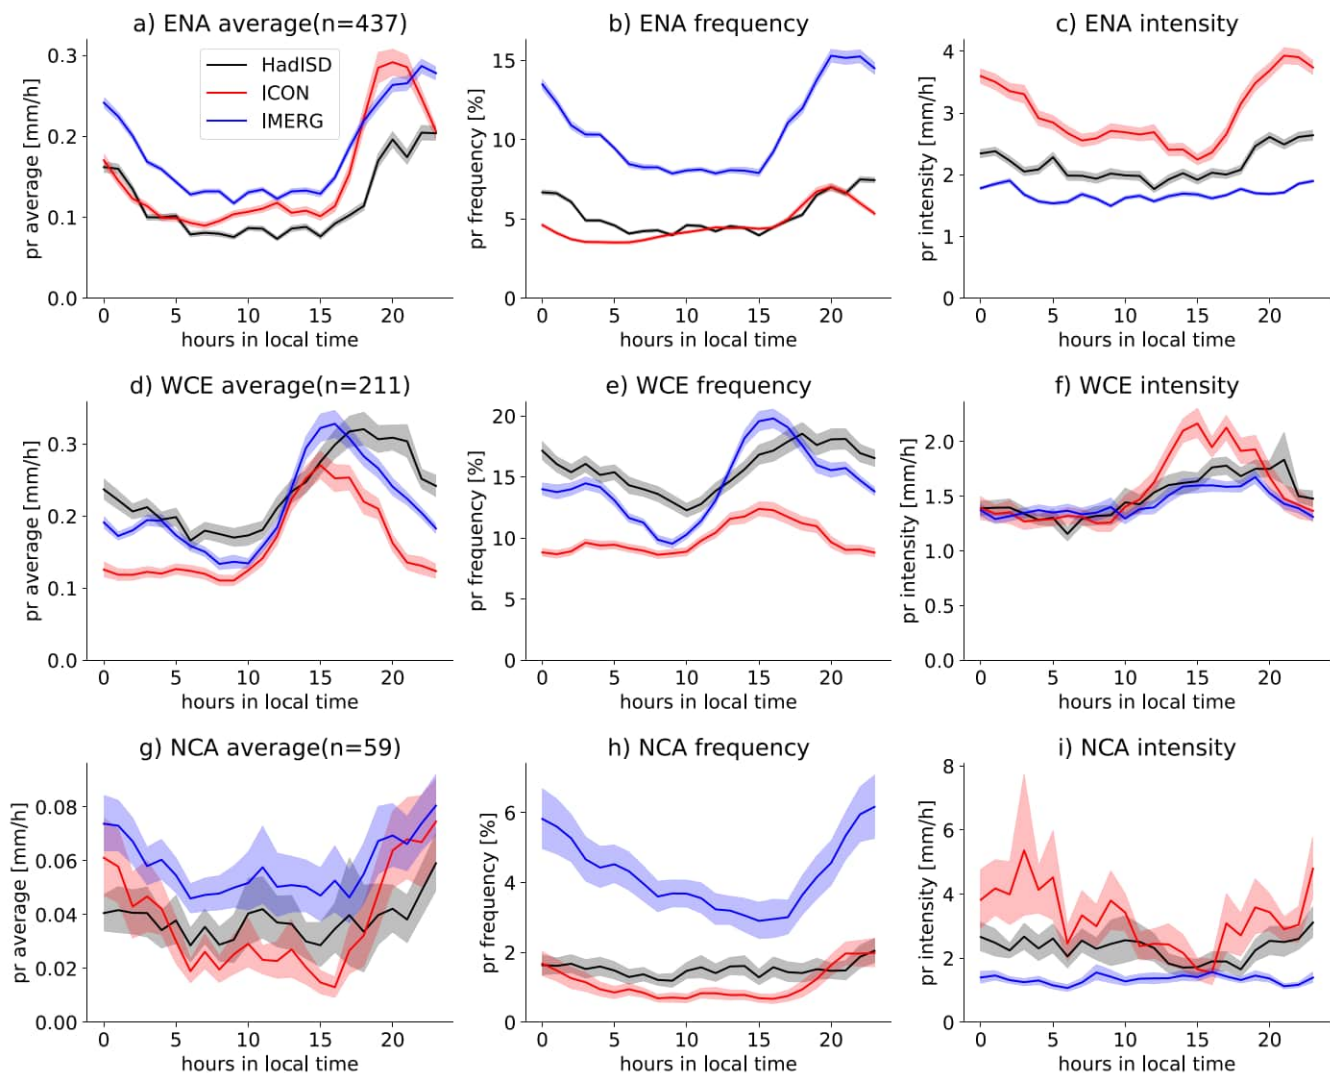 a) ENA average(n=437)
pr average [mm/h]
0.3
0.2
0.1
0.0
HadISD
ICON
IMERG
0 5 10 15 20
hours in local time
b) ENA frequency
pr frequency [%]
15
10
5
0
0 5 10 15 20
hours in local time
c) ENA intensity
pr intensity [mm/h]
4
3
2
1
0
0 5 10 15 20
hours in local time
d) WCE average(n=211)
pr average [mm/h]
0.3
0.2
0.1
0.0
0 5 10 15 20
hours in local time
e) WCE frequency
pr frequency [%]
20
15
10
5
0
0 5 10 15 20
hours in local time
f) WCE intensity
pr intensity [mm/h]
2.0
1.5
1.0
0.5
0.0
0 5 10 15 20
hours in local time
g) NCA average(n=59)
pr average [mm/h]
0.08
0.06
0.04
0.02
0.00
0 5 10 15 20
hours in local time
h) NCA frequency
pr frequency [%]
6
4
2
0
0 5 10 15 20
hours in local time
i) NCA intensity
pr intensity [mm/h]
8
6
4
2
0
0 5 10 15 20
hours in local time